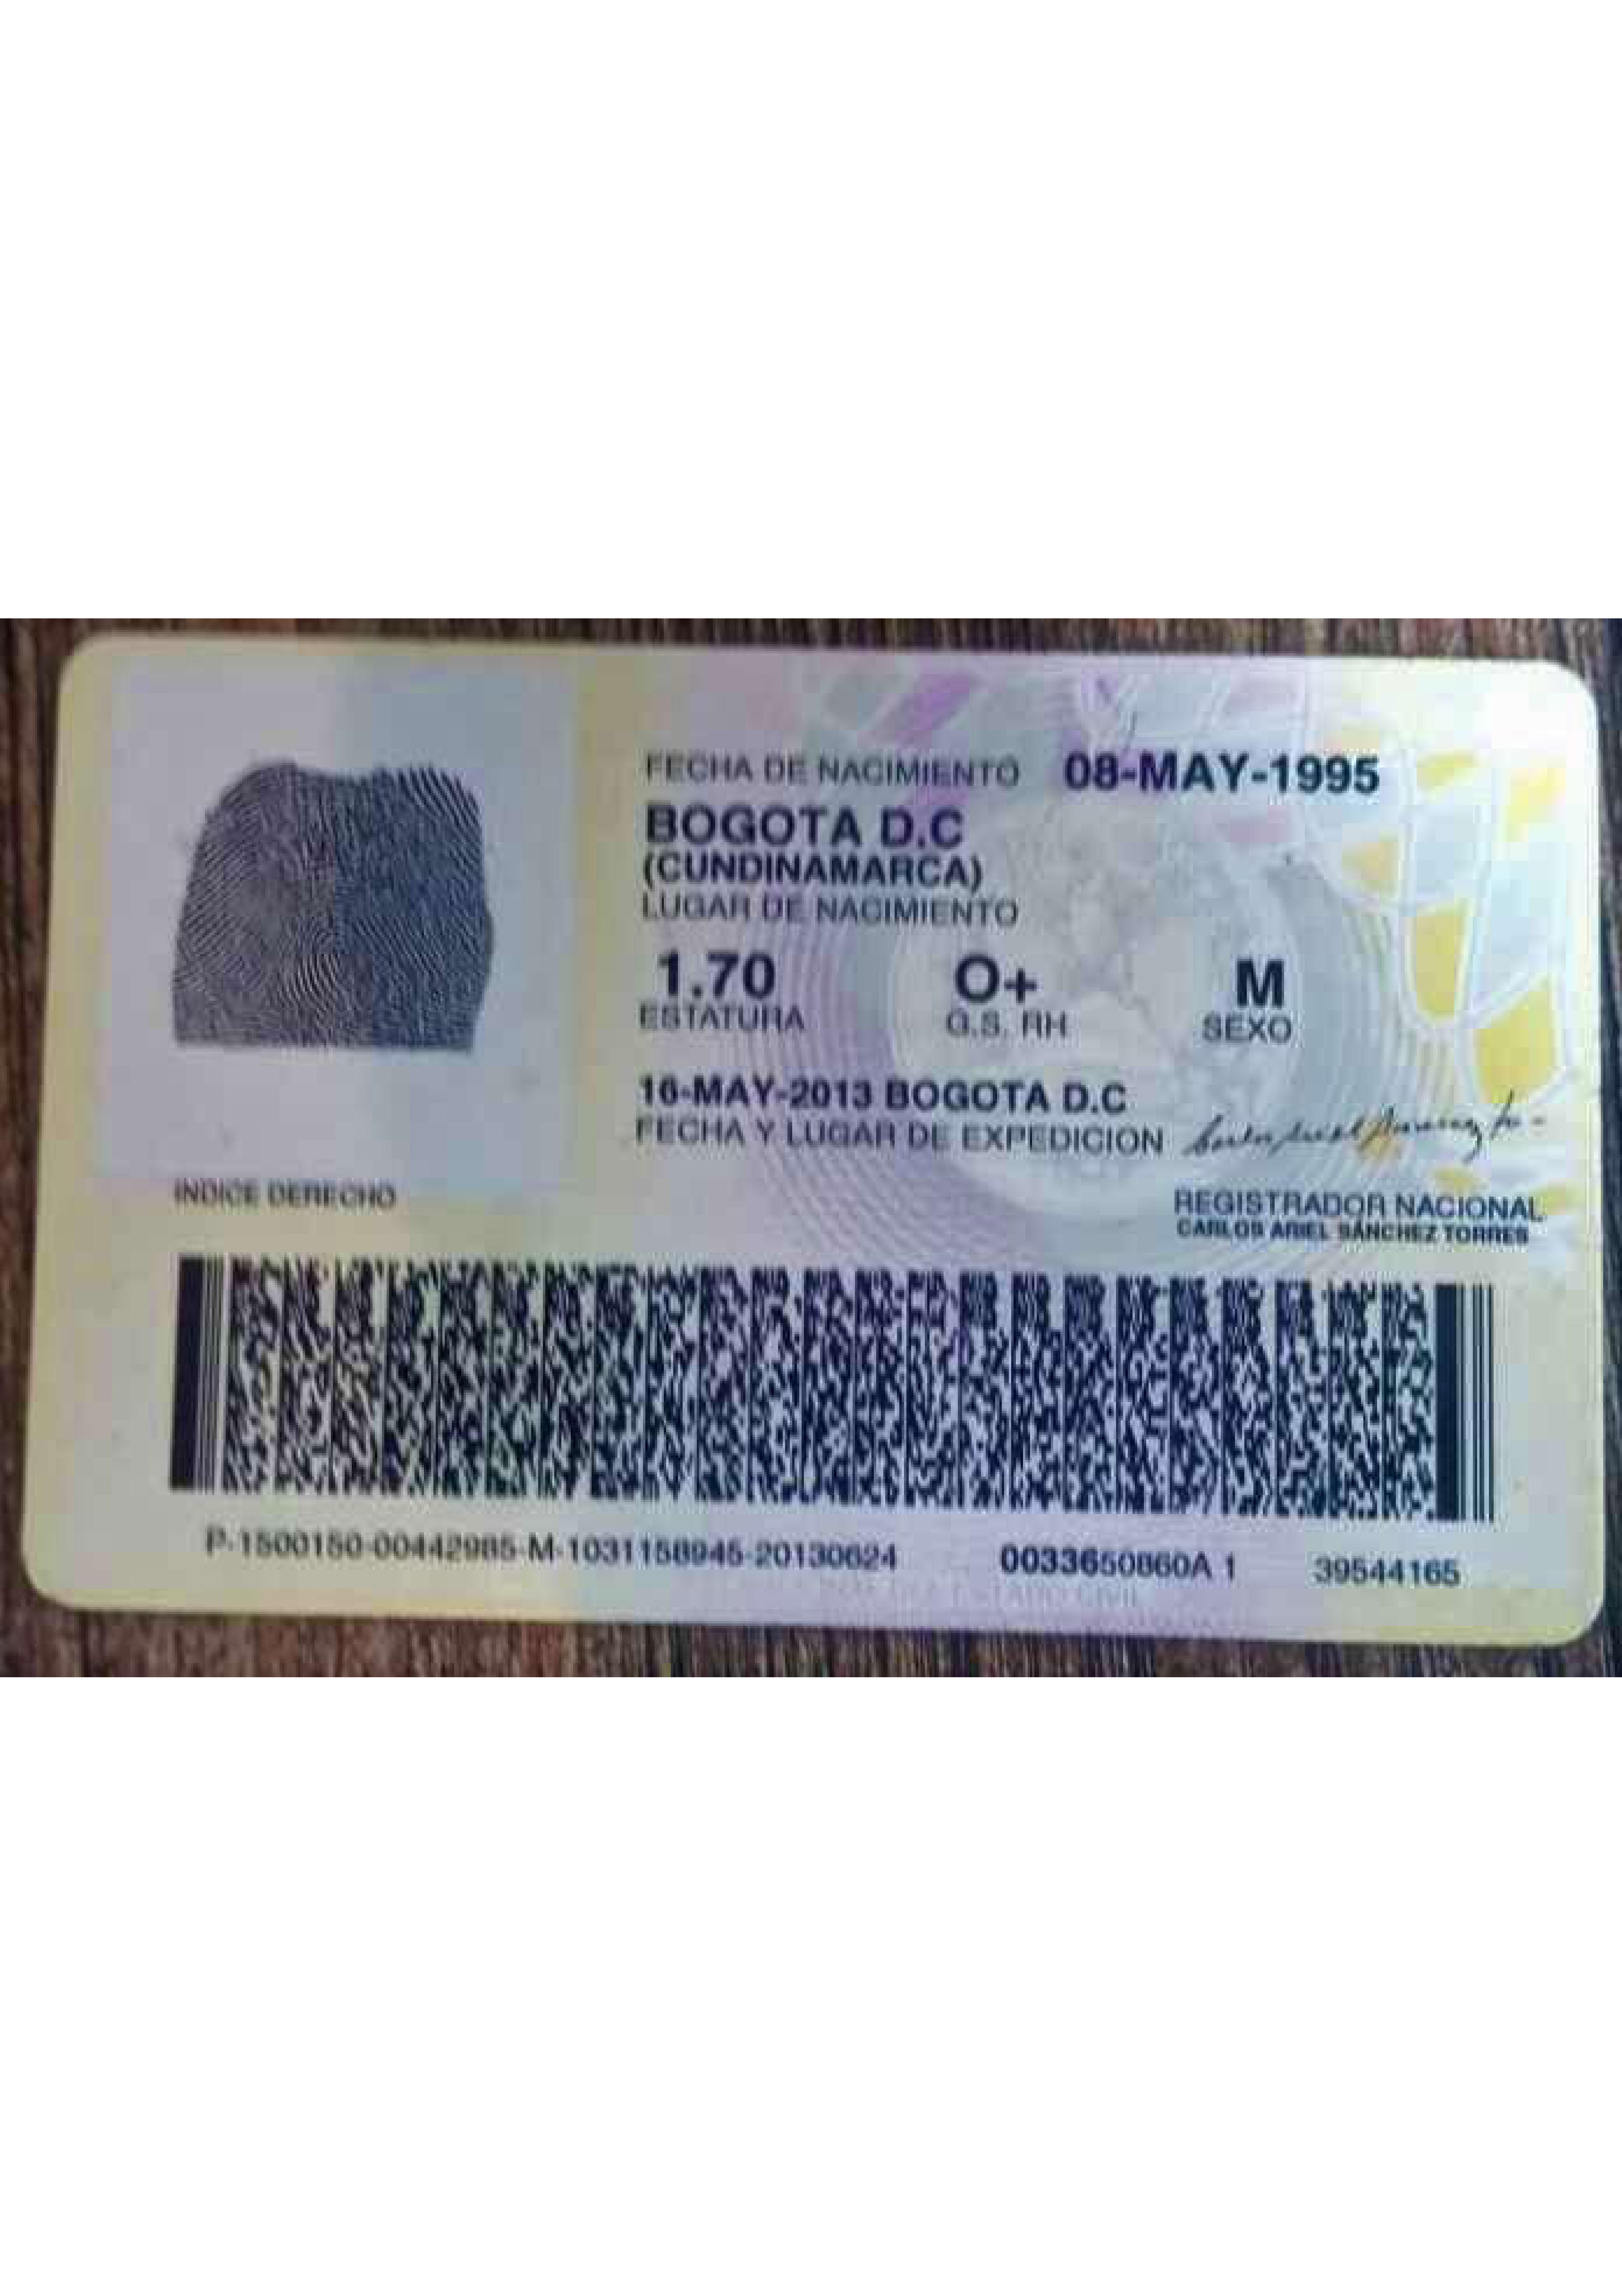 FECHA DE NACIMIENTO 08-MAY-1995
BOGOTA D.C
(CUNDINAMARCA)
LUGAR DE NACIMIENTO
1.70 O+ M
ESTATURA G.S. RH SEXO
16-MAY-2013 BOGOTA D.C
FECHA Y LUGAR DE EXPEDICION
INDICE DERECHO
REGISTRADOR NACIONAL
CARLOS ARIEL SÁNCHEZ TORRES
P-1500150-00442985-M-1031158945-20130624 0033650860A 1 39544165